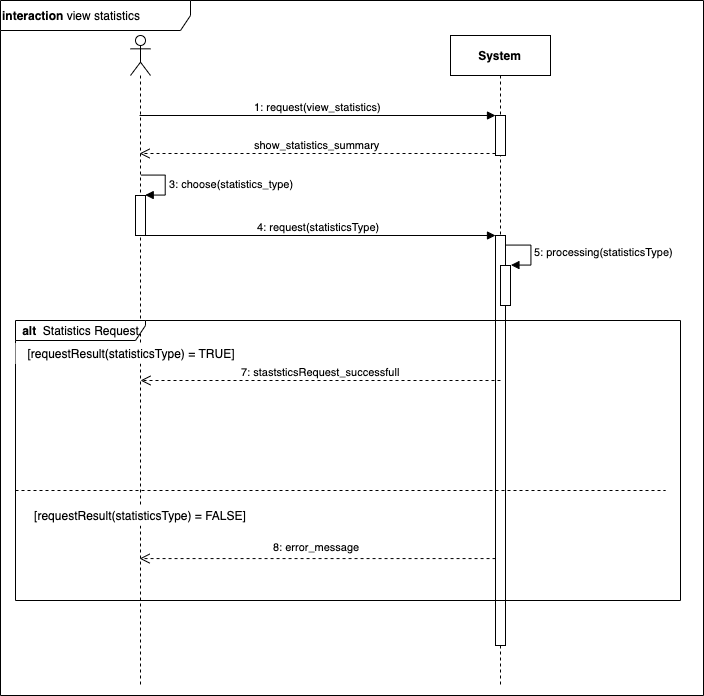 interaction view statistics
System
1: request(view_statistics)
show_statistics_summary
3: choose(statistics_type)
4: request(statisticsType)
5: processing(statisticsType)
alt Statistics Request
[requestResult(statisticsType) = TRUE]
7: staststicsRequest_successfull
[requestResult(statisticsType) = FALSE]
8: error_message